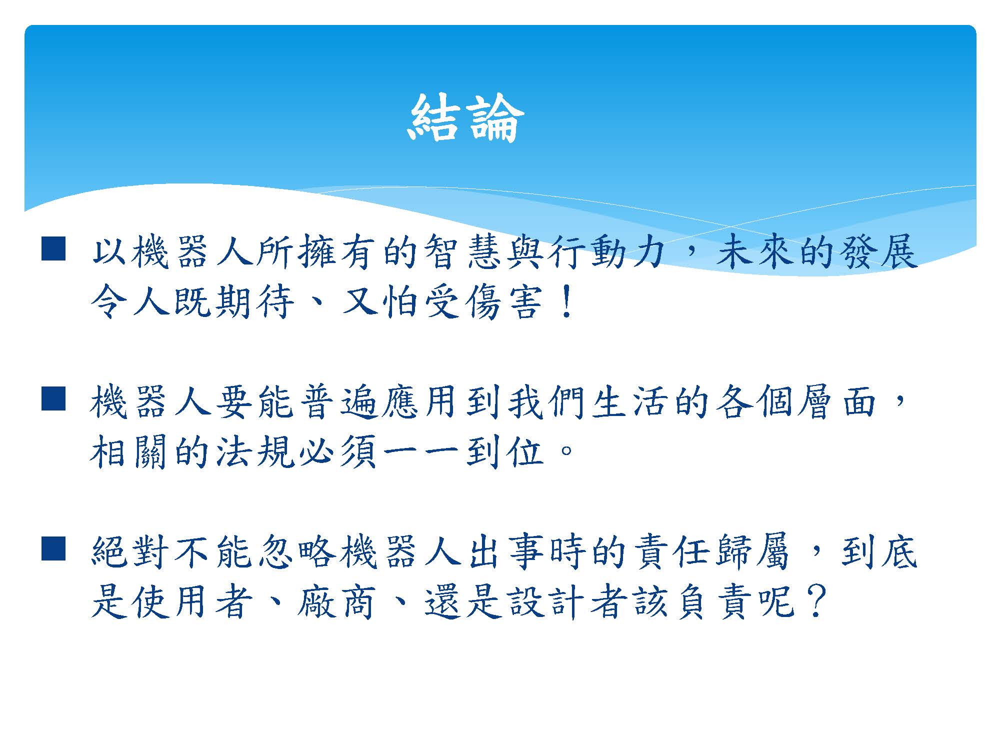 結論
■ 以機器人所擁有的智慧與行動力，未來的發展
令人既期待、又怕受傷害！
■ 機器人要能普遍應用到我們生活的各個層面，
相關的法規必須一一到位。
■ 絕對不能忽略機器人出事時的責任歸屬，到底
是使用者、廠商、還是設計者該負責呢？